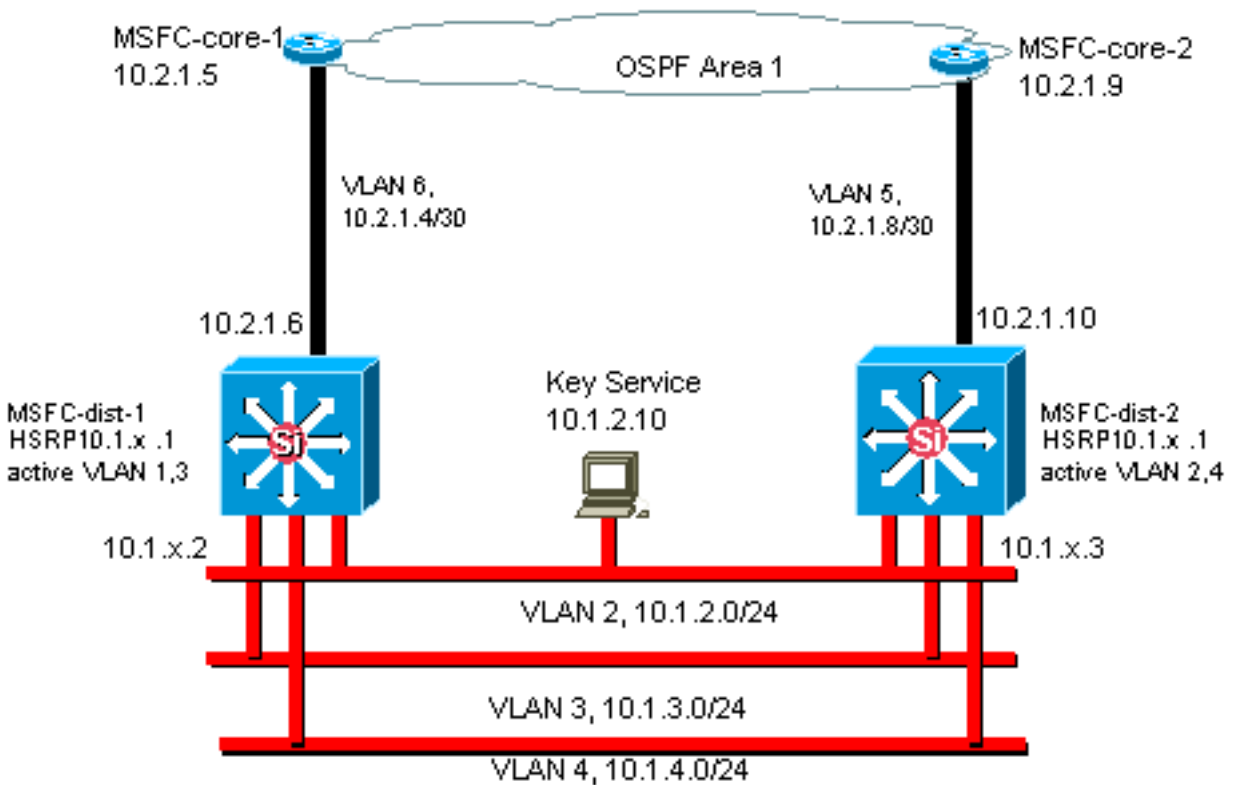 MSFC-core-1
10.2.1.5
OSPF Area 1
MSFC-core-2
10.2.1.9
VLAN 6,
10.2.1.4/30
VLAN 5,
10.2.1.8/30
10.2.1.6
10.2.1.10
MSFC-dist-1
HSRP10.1.x .1
active VLAN 1,3
Si
Key Service
10.1.2.10
Si
MSFC-dist-2
HSRP10.1.x .1
active VLAN 2,4
10.1.x.2
10.1.x.3
VLAN 2, 10.1.2.0/24
VLAN 3, 10.1.3.0/24
VLAN 4, 10.1.4.0/24